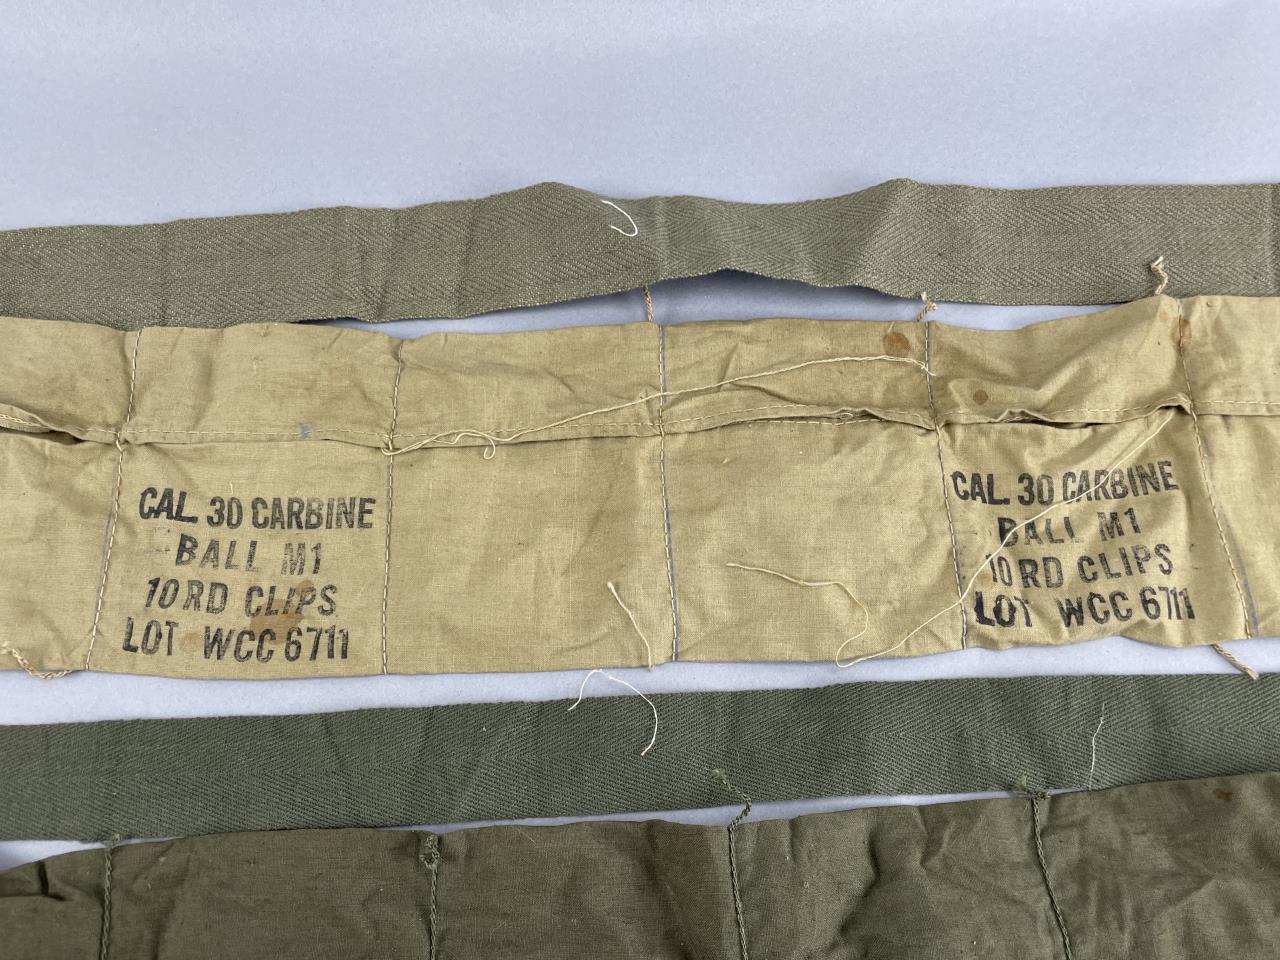 CAL. 30 CARBINE
BALL M1
10 RD CLIPS
LOT WCC 6711
CAL. 30 CARBINE
BALL M1
10 RD CLIPS
LOT WCC 6711